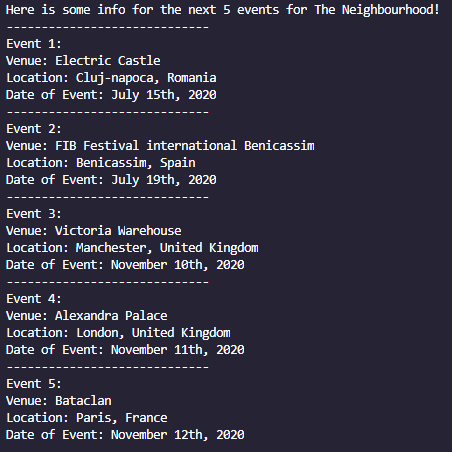 Here is some info for the next 5 events for The Neighbourhood!
-----------------------------
Event 1:
Venue: Electric Castle
Location: Cluj-napoca, Romania
Date of Event: July 15th, 2020
-----------------------------
Event 2:
Venue: FIB Festival international Benicassim
Location: Benicassim, Spain
Date of Event: July 19th, 2020
-----------------------------
Event 3:
Venue: Victoria Warehouse
Location: Manchester, United Kingdom
Date of Event: November 10th, 2020
-----------------------------
Event 4:
Venue: Alexandra Palace
Location: London, United Kingdom
Date of Event: November 11th, 2020
-----------------------------
Event 5:
Venue: Bataclan
Location: Paris, France
Date of Event: November 12th, 2020